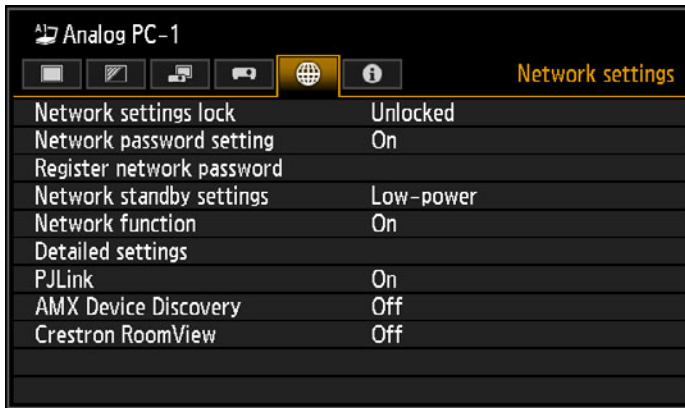 Analog PC-1
Network settings
Network settings lock Unlocked
Network password setting On
Register network password
Network standby settings Low-power
Network function On
Detailed settings
PJLink On
AMX Device Discovery Off
Crestron RoomView Off